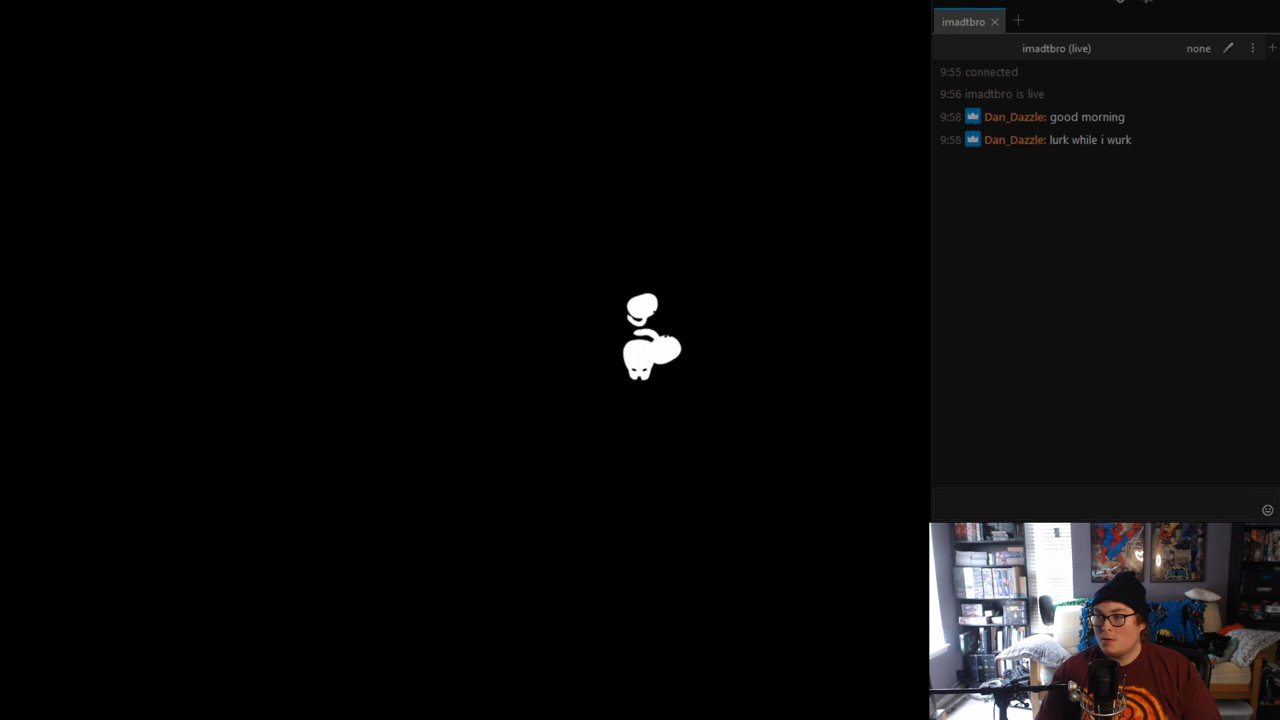 imadtbro
imadtbro (live)
none
9:55 connected
9:56 imadtbro is live
9:58 Dan_Dazzle: good morning
9:58 Dan_Dazzle: lurk while i wurk